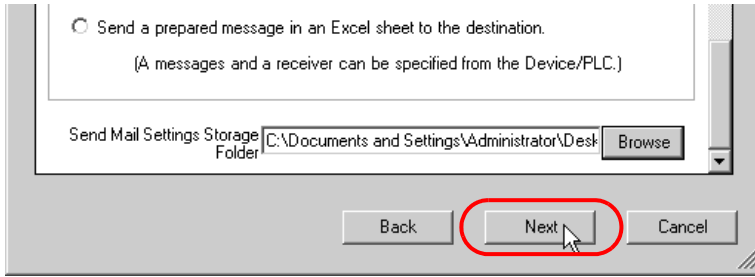 Send a prepared message in an Excel sheet to the destination.
(A messages and a receiver can be specified from the Device/PLC.)
Send Mail Settings Storage Folder C:\Documents and Settings\Administrator\Desk Browse
Back Next Cancel